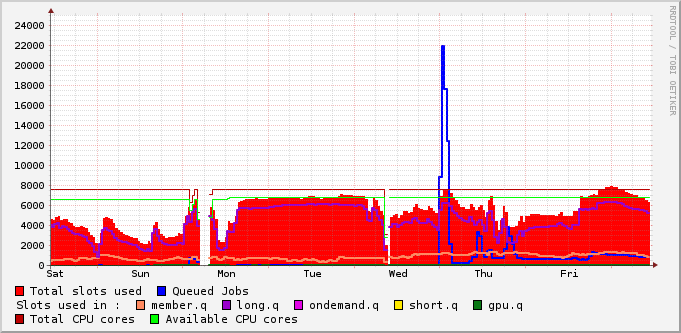 24000
22000
20000
18000
16000
14000
12000
10000
8000
6000
4000
2000
0
Sat Sun Mon Tue Wed Thu Fri
RRDTOOL / TOBI OETIKER
Total slots used Queued Jobs
Slots used in : member.q long.q ondemand.q short.q gpu.q
Total CPU cores Available CPU cores